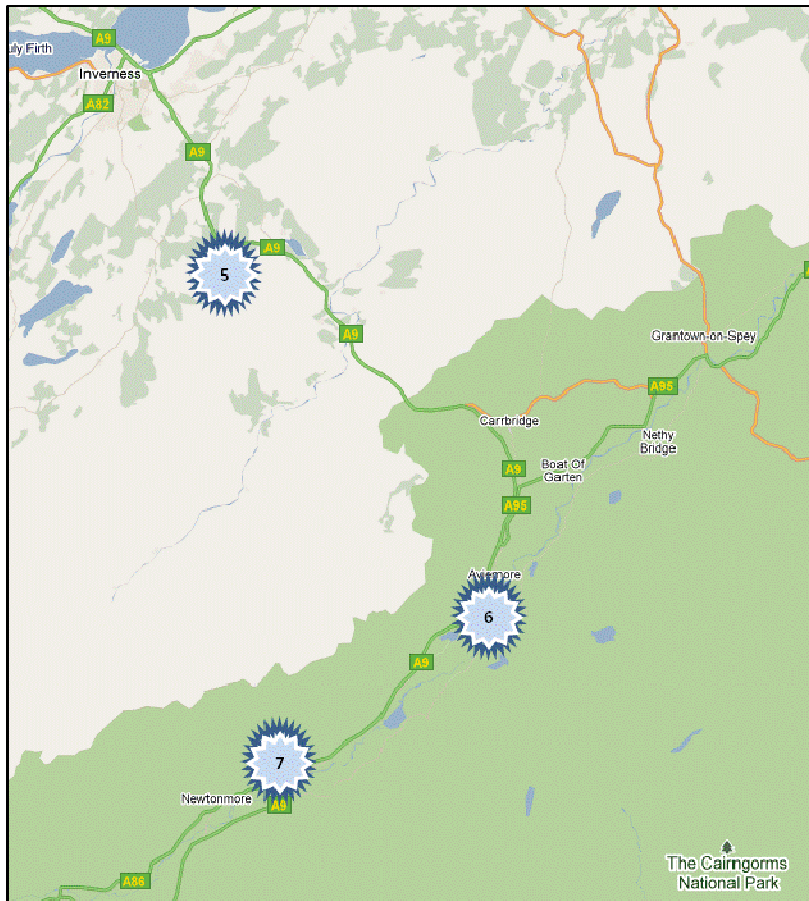 A9
uly Firth
Inverness
A82
A9
A9
5
A9
Grantown-on-Spey
A95
Carrbridge
Nethy
Bridge
A9
Boat Of
Garten
A95
Aviemore
6
A9
7
Newtonmore
A9
A86
The Cairngorms
National Park